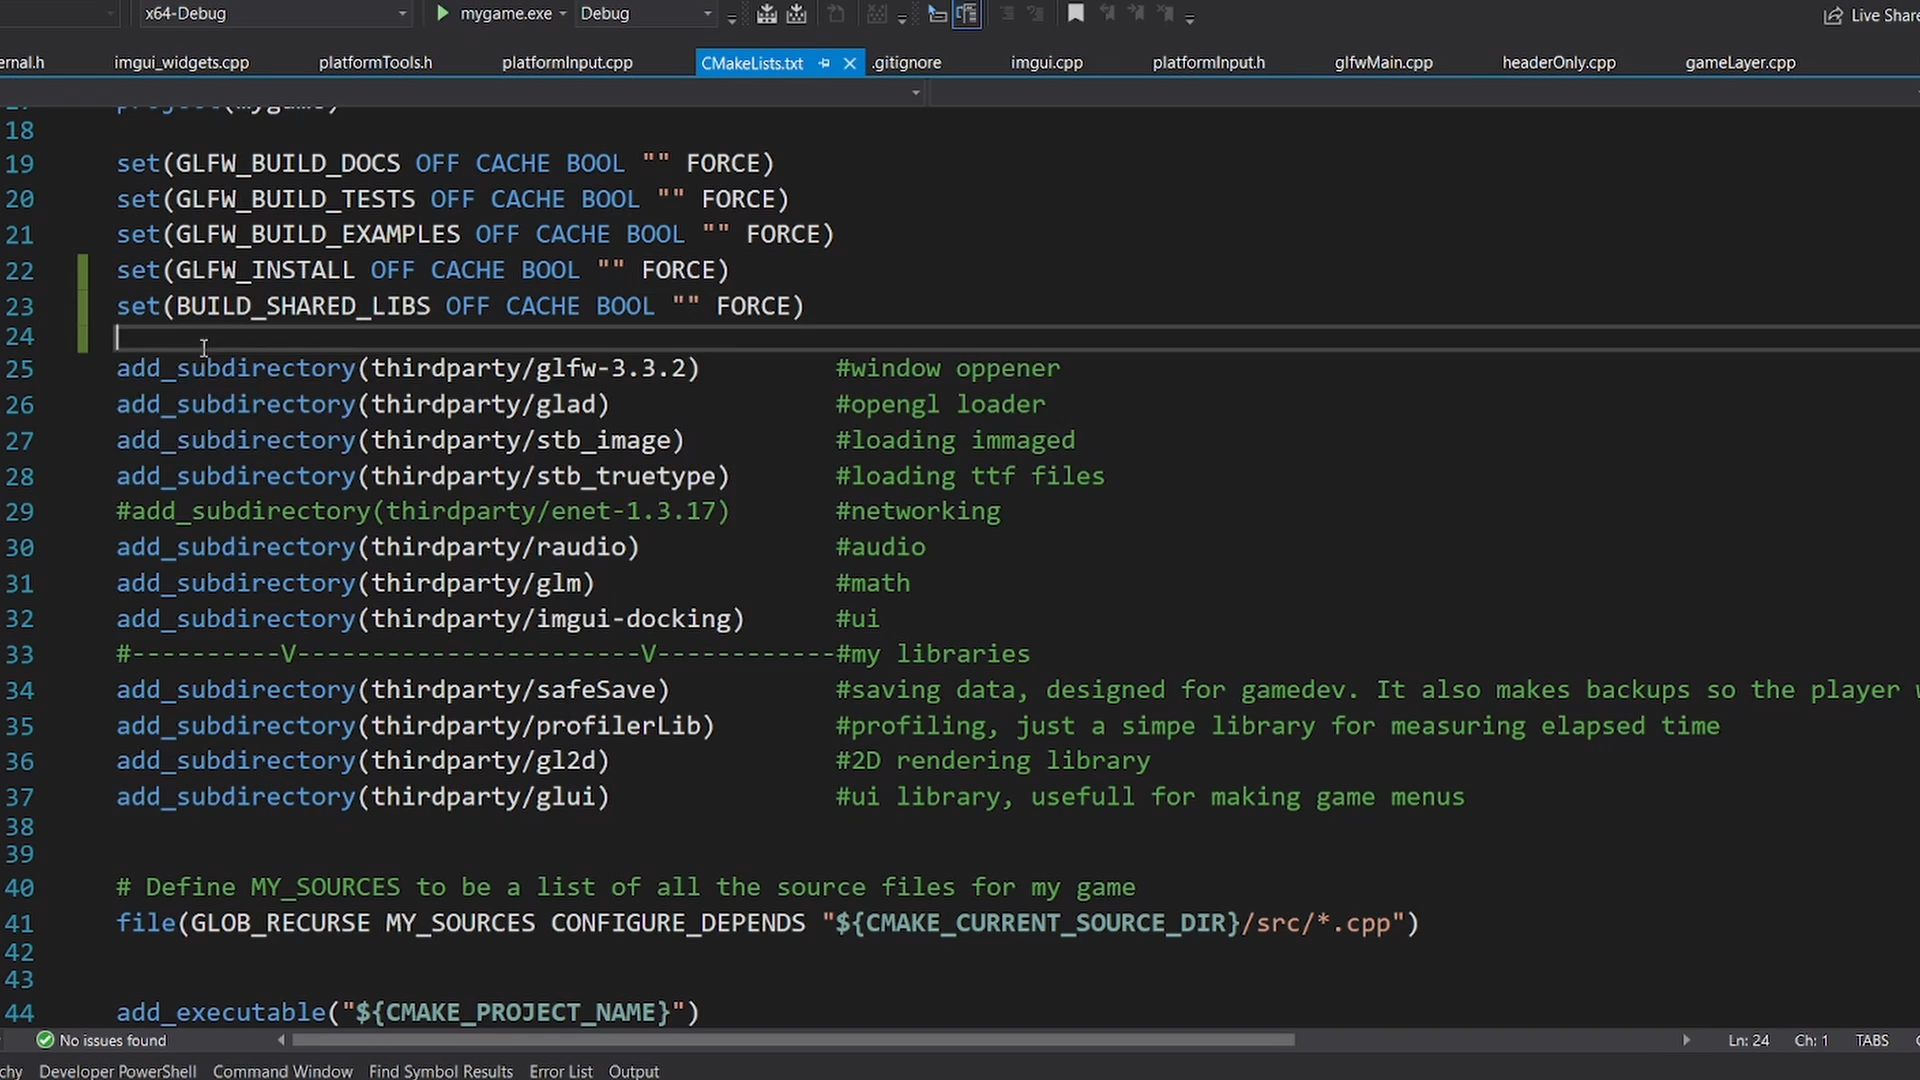 x64-Debug mygame.exe Debug Live Share
ernal.h imgui_widgets.cpp platformTools.h platformInput.cpp CMakeLists.txt .gitignore imgui.cpp platformInput.h glfwMain.cpp headerOnly.cpp gameLayer.cpp
17 project(mygame)
18
19 set(GLFW_BUILD_DOCS OFF CACHE BOOL "" FORCE)
20 set(GLFW_BUILD_TESTS OFF CACHE BOOL "" FORCE)
21 set(GLFW_BUILD_EXAMPLES OFF CACHE BOOL "" FORCE)
22 set(GLFW_INSTALL OFF CACHE BOOL "" FORCE)
23 set(BUILD_SHARED_LIBS OFF CACHE BOOL "" FORCE)
24
25 add_subdirectory(thirdparty/glfw-3.3.2) #window oppener
26 add_subdirectory(thirdparty/glad) #opengl loader
27 add_subdirectory(thirdparty/stb_image) #loading immaged
28 add_subdirectory(thirdparty/stb_truetype) #loading ttf files
29 #add_subdirectory(thirdparty/enet-1.3.17) #networking
30 add_subdirectory(thirdparty/raudio) #audio
31 add_subdirectory(thirdparty/glm) #math
32 add_subdirectory(thirdparty/imgui-docking) #ui
33 #----------V-----------------------V------------#my libraries
34 add_subdirectory(thirdparty/safeSave) #saving data, designed for gamedev. It also makes backups so the player w
35 add_subdirectory(thirdparty/profilerLib) #profiling, just a simpe library for measuring elapsed time
36 add_subdirectory(thirdparty/gl2d) #2D rendering library
37 add_subdirectory(thirdparty/glui) #ui library, usefull for making game menus
38
39
40 # Define MY_SOURCES to be a list of all the source files for my game
41 file(GLOB_RECURSE MY_SOURCES CONFIGURE_DEPENDS "${CMAKE_CURRENT_SOURCE_DIR}/src/*.cpp")
42
43
44 add_executable("${CMAKE_PROJECT_NAME}")
No issues found Ln: 24 Ch: 1 TABS
chy Developer PowerShell Command Window Find Symbol Results Error List Output